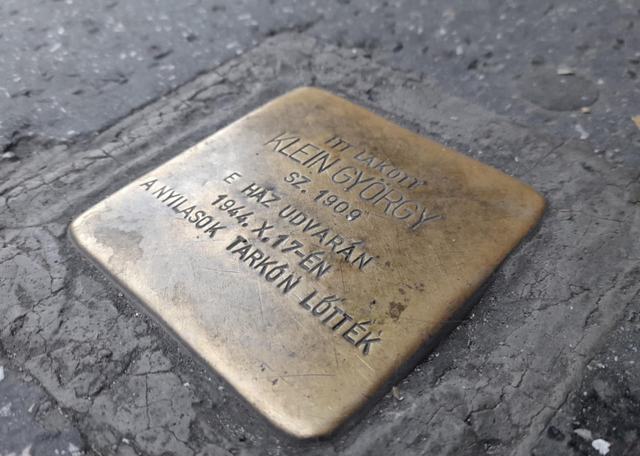 ITT LAKOTT
KLEIN GYÖRGY
SZ. 1909
E HÁZ UDVARÁN
1944. X. 17-ÉN
A NYILASOK TARKÓN LŐTTÉK